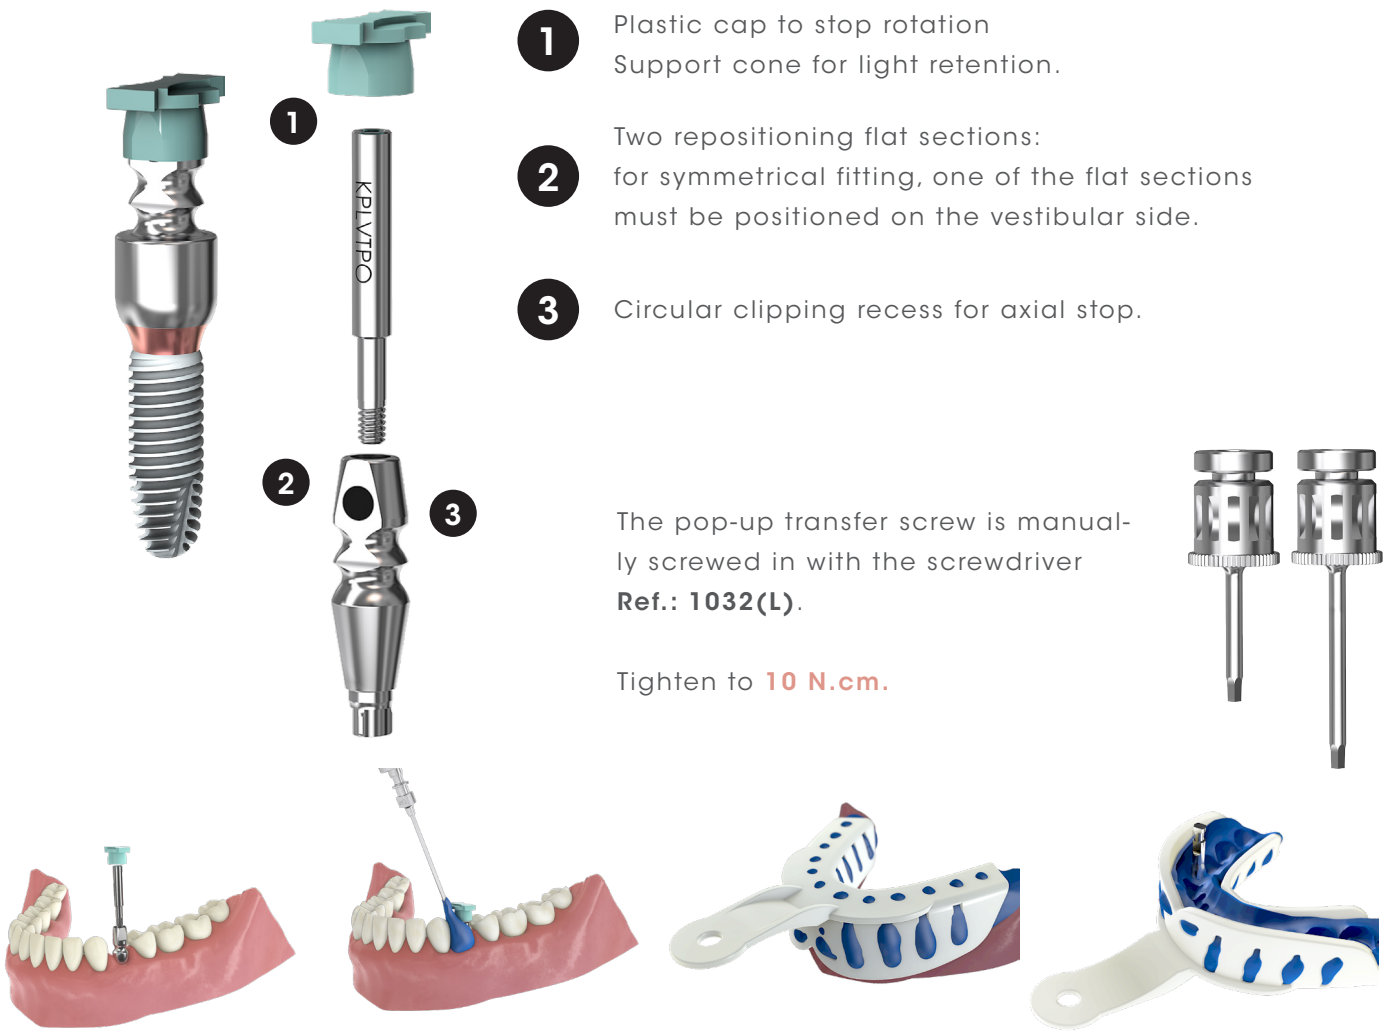 1
Plastic cap to stop rotation
Support cone for light retention.
1
KPLVTPO
2
Two repositioning flat sections:
for symmetrical fitting, one of the flat sections
must be positioned on the vestibular side.
3
Circular clipping recess for axial stop.
2
3
The pop-up transfer screw is manual-
ly screwed in with the screwdriver
Ref.: 1032(L).
Tighten to 10 N.cm.